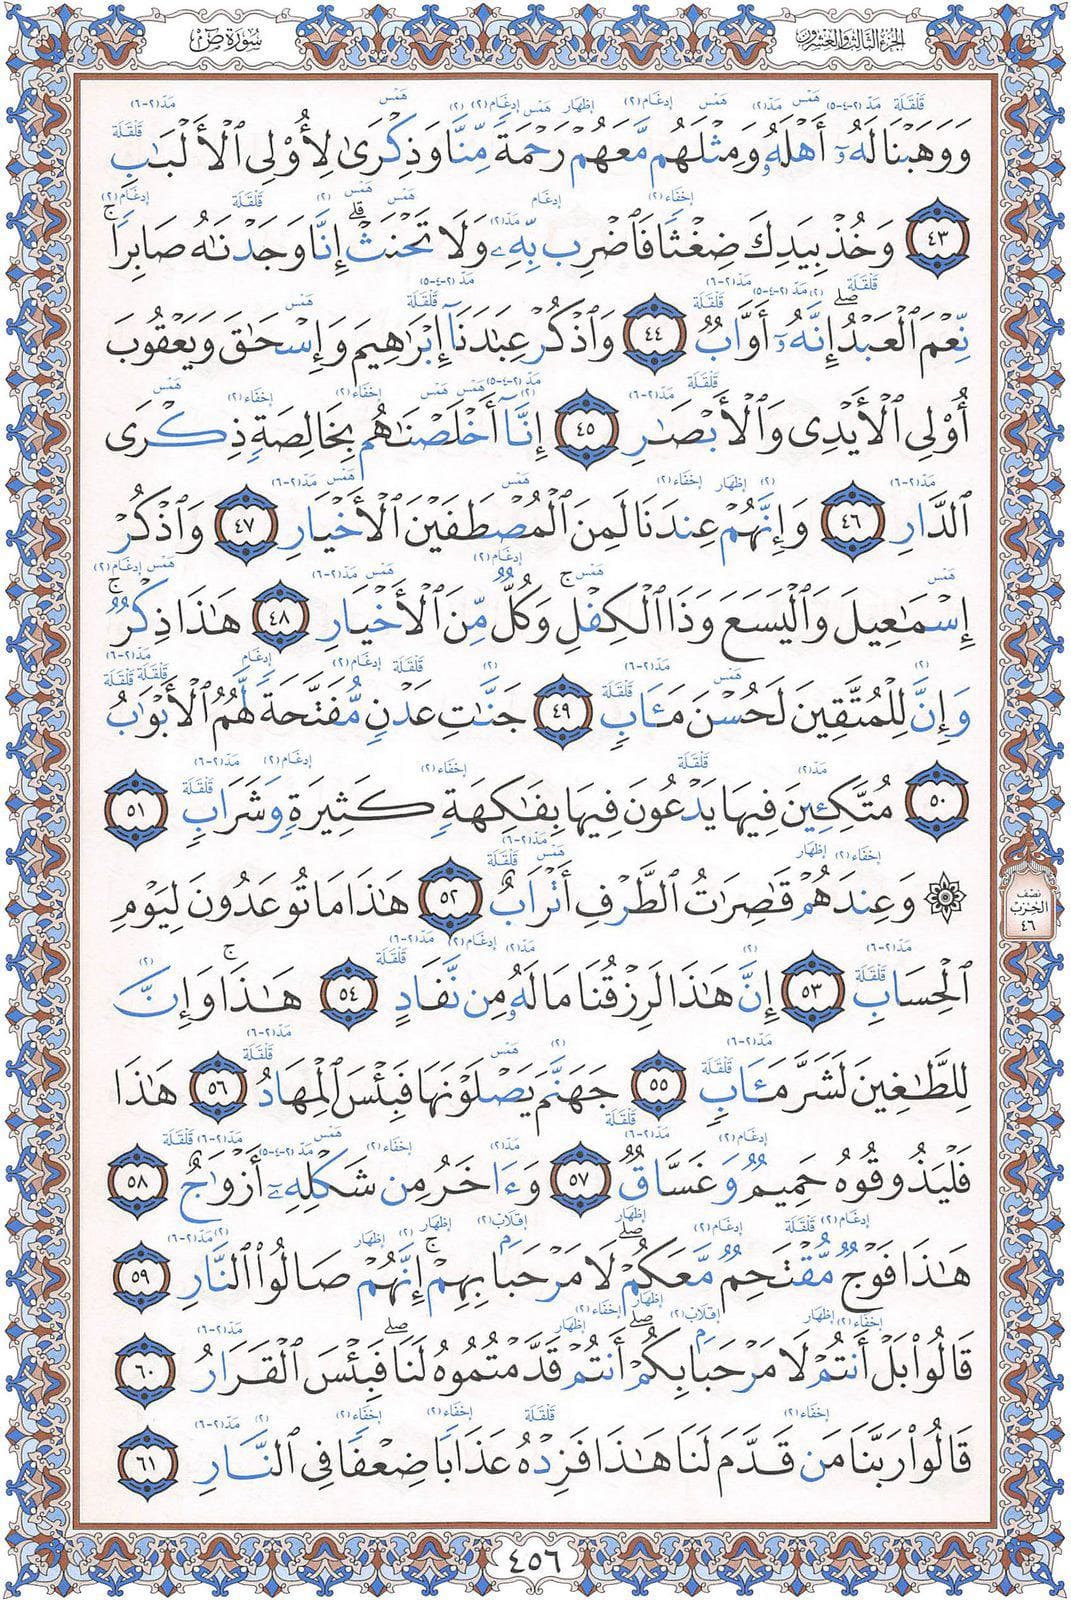 سُورَةُ صٓ
الجزء الثالث والعشرون
وَوَهَبْنَا لَهُۥٓ أَهْلَهُۥ وَمِثْلَهُم مَّعَهُمْ رَحْمَةً مِّنَّا وَذِكْرَىٰ لِأُو۟لِى ٱلْأَلْبَـٰبِ
٤٣ وَخُذْ بِيَدِكَ ضِغْثًا فَٱضْرِب بِّهِۦ وَلَا تَحْنَثْ ۗ إِنَّا وَجَدْنَـٰهُ صَابِرًا ۚ
نِّعْمَ ٱلْعَبْدُ ۖ إِنَّهُۥٓ أَوَّابٌ ٤٤ وَٱذْكُرْ عِبَـٰدَنَآ إِبْرَٰهِيمَ وَإِسْحَـٰقَ وَيَعْقُوبَ
أُو۟لِى ٱلْأَيْدِى وَٱلْأَبْصَـٰرِ ٤٥ إِنَّآ أَخْلَصْنَـٰهُم بِخَالِصَةٍ ذِكْرَى
ٱلدَّارِ ٤٦ وَإِنَّهُمْ عِندَنَا لَمِنَ ٱلْمُصْطَفَيْنَ ٱلْأَخْيَارِ ٤٧ وَٱذْكُرْ
إِسْمَـٰعِيلَ وَٱلْيَسَعَ وَذَا ٱلْكِفْلِ ۖ وَكُلٌّ مِّنَ ٱلْأَخْيَارِ ٤٨ هَـٰذَا ذِكْرٌ ۚ
وَإِنَّ لِلْمُتَّقِينَ لَحُسْنَ مَـَٔابٍ ٤٩ جَنَّـٰتِ عَدْنٍ مُّفَتَّحَةً لَّهُمُ ٱلْأَبْوَٰبُ
٥٠ مُتَّكِـِٔينَ فِيهَا يَدْعُونَ فِيهَا بِفَـٰكِهَةٍ كَثِيرَةٍ وَشَرَابٍ ٥١
۞ وَعِندَهُمْ قَـٰصِرَٰتُ ٱلطَّرْفِ أَتْرَابٌ ٥٢ هَـٰذَا مَا تُوعَدُونَ لِيَوْمِ
نصف الحزب ٤٦
ٱلْحِسَابِ ٥٣ إِنَّ هَـٰذَا لَرِزْقُنَا مَا لَهُۥ مِن نَّفَادٍ ٥٤ هَـٰذَا ۚ وَإِنَّ
لِلطَّـٰغِينَ لَشَرَّ مَـَٔابٍ ٥٥ جَهَنَّمَ يَصْلَوْنَهَا فَبِئْسَ ٱلْمِهَادُ ٥٦ هَـٰذَا
فَلْيَذُوقُوهُ حَمِيمٌ وَغَسَّاقٌ ٥٧ وَءَاخَرُ مِن شَكْلِهِۦٓ أَزْوَٰجٌ ٥٨
هَـٰذَا فَوْجٌ مُّقْتَحِمٌ مَّعَكُمْ ۖ لَا مَرْحَبًۢا بِهِمْ ۚ إِنَّهُمْ صَالُوا۟ ٱلنَّارِ ٥٩
قَالُوا۟ بَلْ أَنتُمْ لَا مَرْحَبًۢا بِكُمْ ۖ أَنتُمْ قَدَّمْتُمُوهُ لَنَا ۖ فَبِئْسَ ٱلْقَرَارُ ٦٠
قَالُوا۟ رَبَّنَا مَن قَدَّمَ لَنَا هَـٰذَا فَزِدْهُ عَذَابًا ضِعْفًا فِى ٱلنَّارِ ٦١
٤٥٦